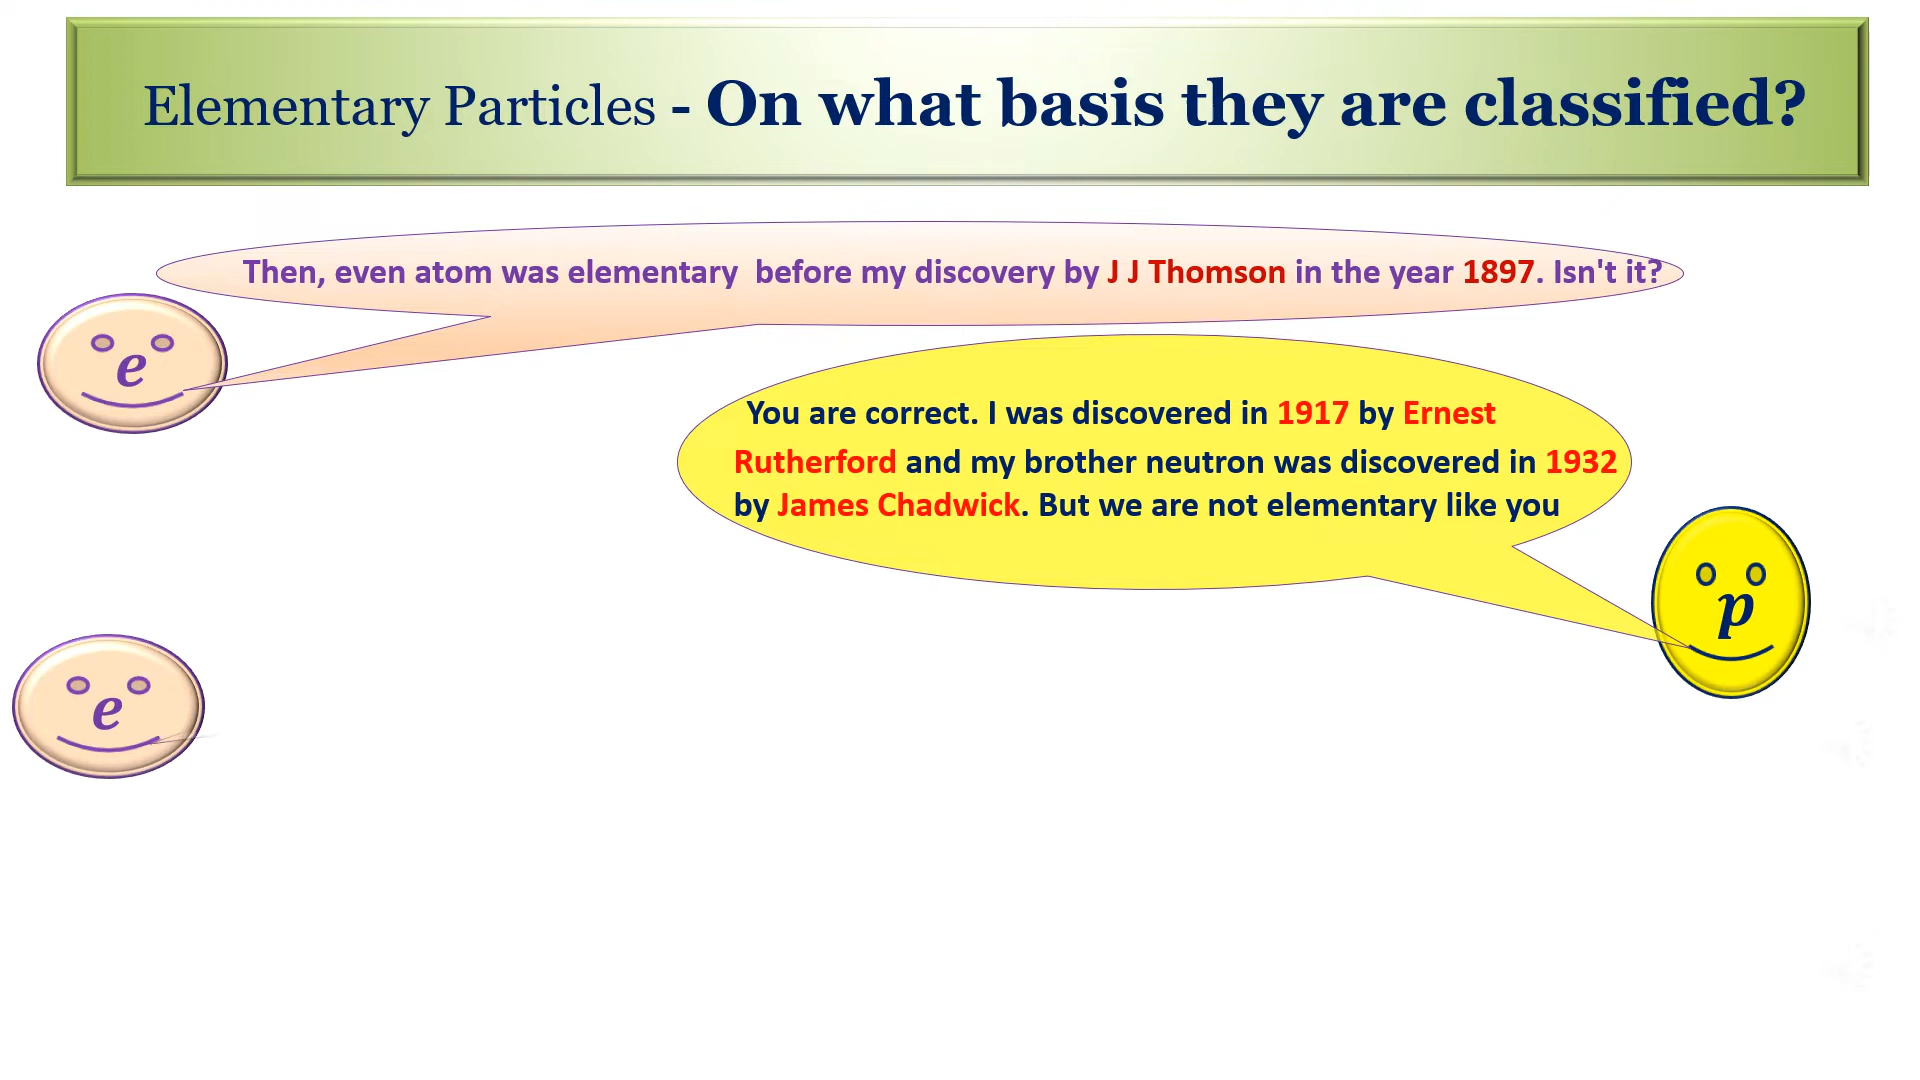 Elementary Particles - On what basis they are classified?
Then, even atom was elementary  before my discovery by J J Thomson in the year 1897. Isn't it?
e
You are correct. I was discovered in 1917 by Ernest
Rutherford and my brother neutron was discovered in 1932
by James Chadwick. But we are not elementary like you
p
e